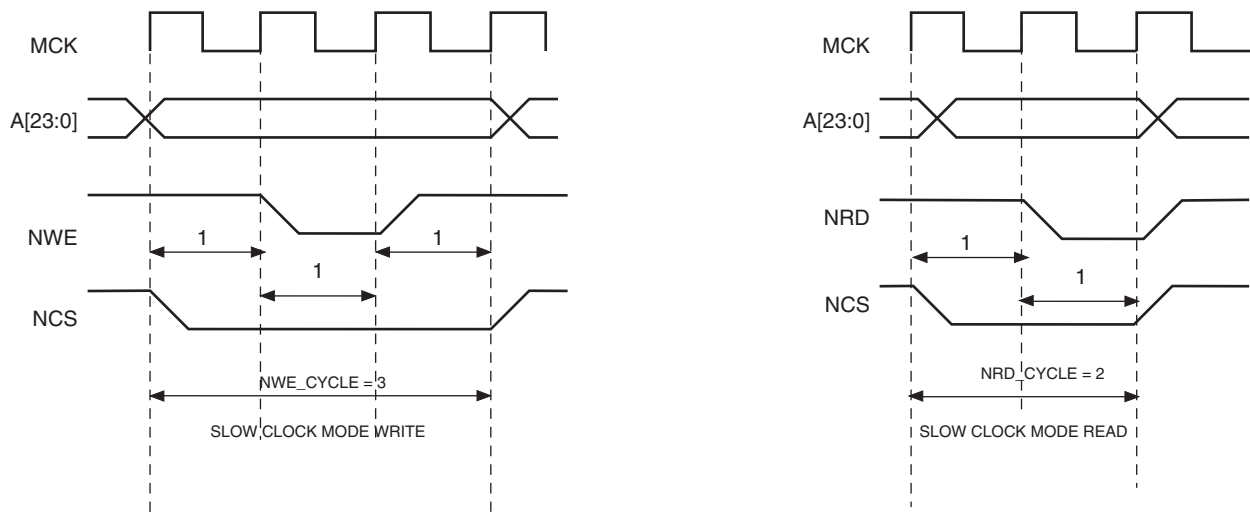 MCK
A[23:0]
NWE
1
1
1
NCS
NWE_CYCLE = 3
SLOW CLOCK MODE WRITE
MCK
A[23:0]
NRD
1
1
NCS
NRD_CYCLE = 2
SLOW CLOCK MODE READ